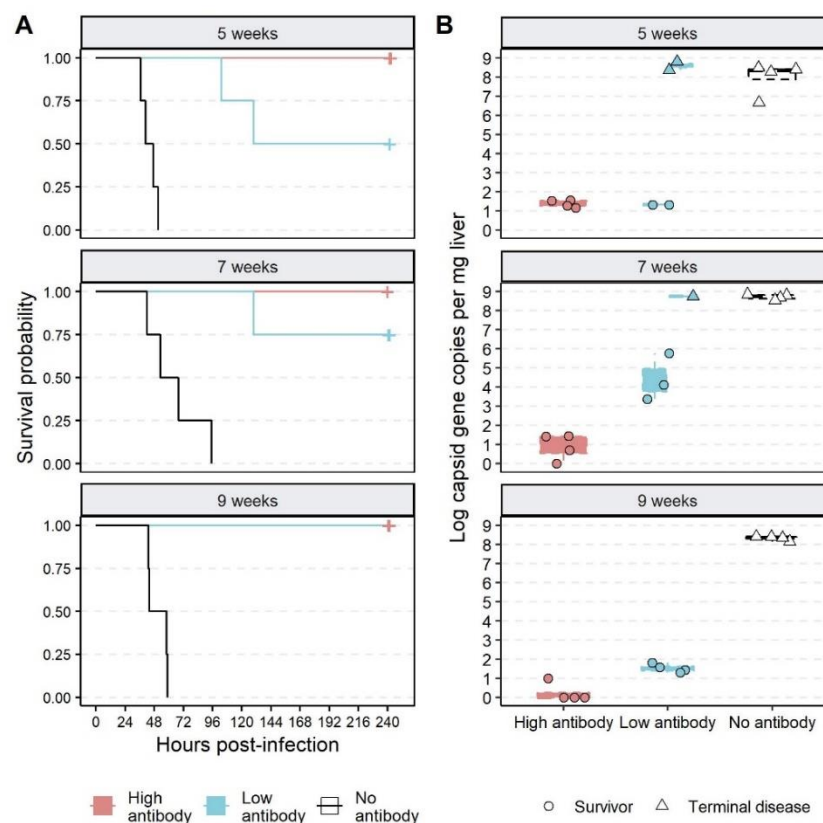 A
5 weeks
1.00
0.75
0.50
0.25
0.00
7 weeks
1.00
0.75
0.50
0.25
0.00
9 weeks
1.00
0.75
0.50
0.25
0.00
0 24 48 72 96 120 144 168 192 216 240
Survival probability
Hours post-infection
B
5 weeks
9
8
7
6
5
4
3
2
1
0
7 weeks
9
8
7
6
5
4
3
2
1
0
9 weeks
9
8
7
6
5
4
3
2
1
0
Log capsid gene copies per mg liver
High antibody Low antibody No antibody
High antibody
Low antibody
No antibody
Survivor
Terminal disease